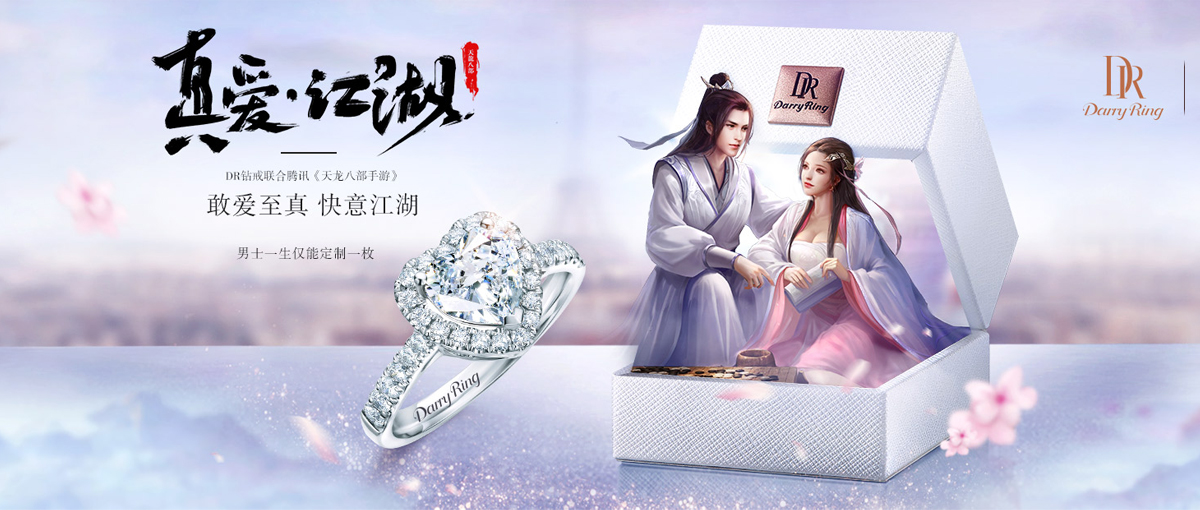 真爱·江湖
天龍八部
DR钻戒联合腾讯《天龙八部手游》
敢爱至真 快意江湖
男士一生仅能定制一枚
Darry Ring
DR
Darry Ring
DR
Darry Ring